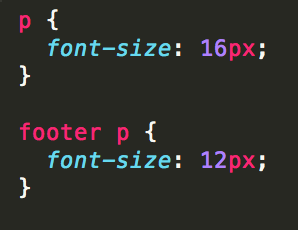 p {
  font-size: 16px;
}

footer p {
  font-size: 12px;
}